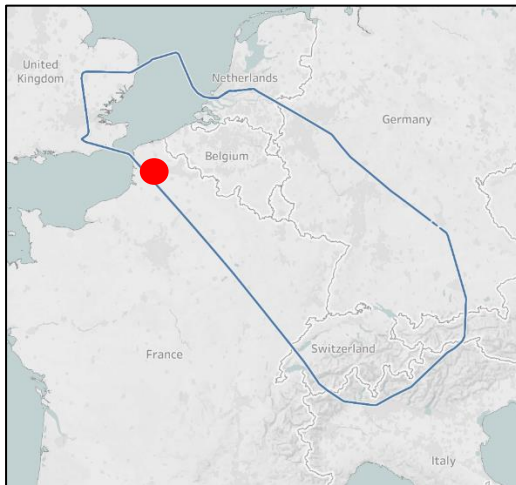 United
Kingdom
Netherlands
Germany
Belgium
France
Switzerland
Italy